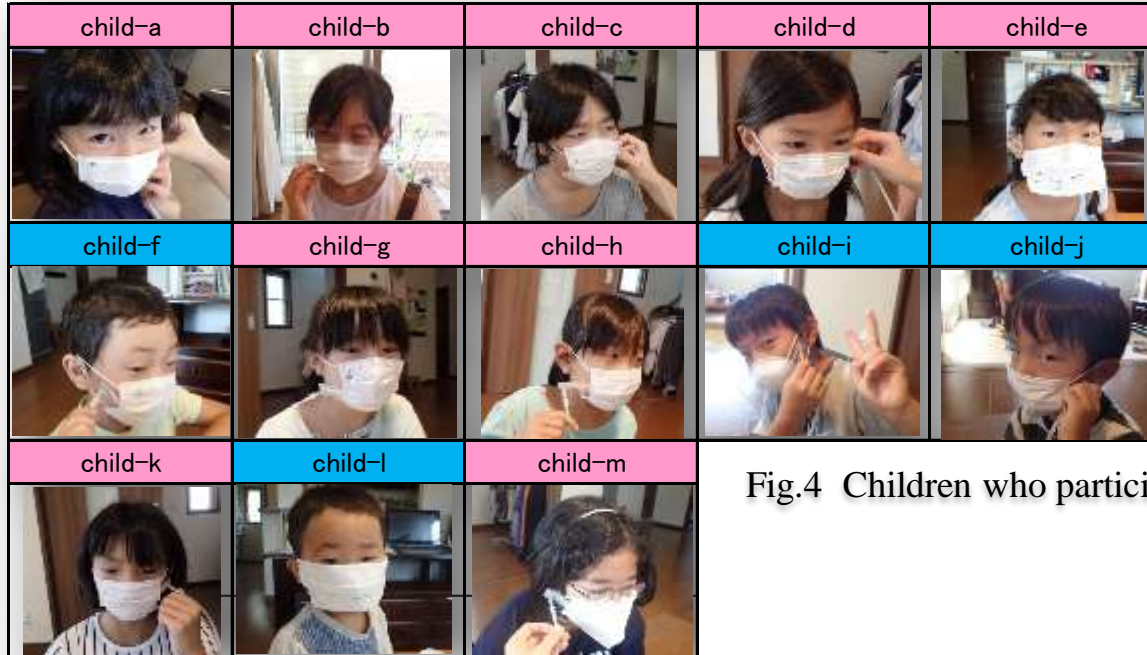 child-a child-b child-c child-d child-e
child-f child-g child-h child-i child-j
child-k child-l child-m
Fig.4 Children who partici